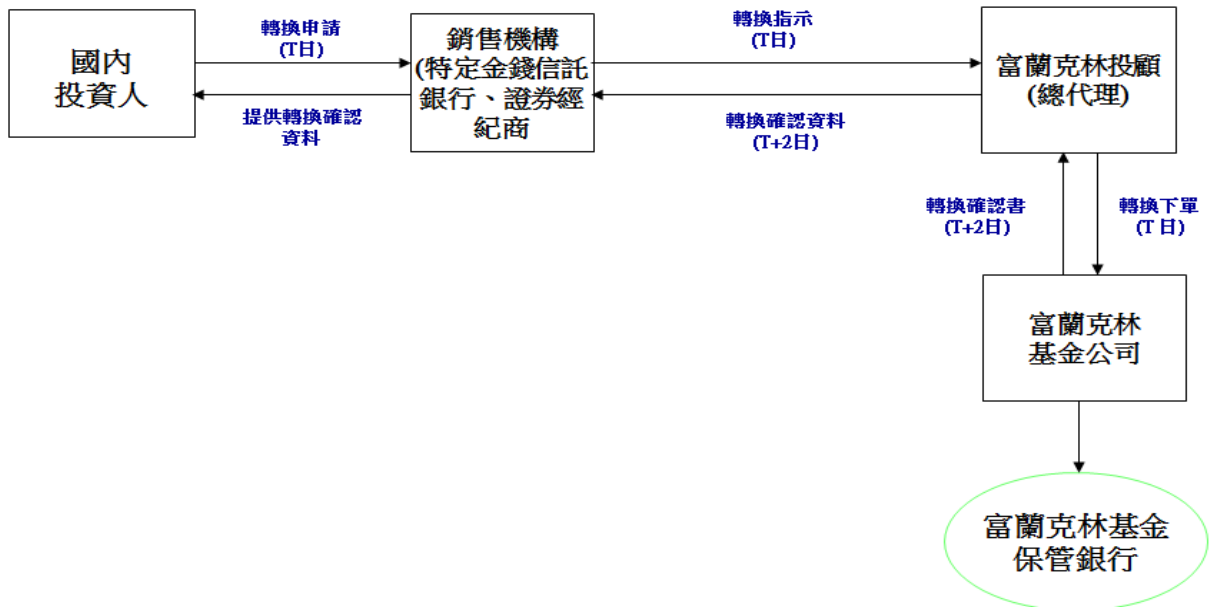 國內
投資人
轉換申請
(T日)
提供轉換確認
資料
銷售機構
(特定金錢信託
銀行、證券經
紀商
轉換指示
(T日)
轉換確認資料
(T+2日)
富蘭克林投顧
(總代理)
轉換確認書
(T+2日)
轉換下單
(T 日)
富蘭克林
基金公司
富蘭克林基金
保管銀行